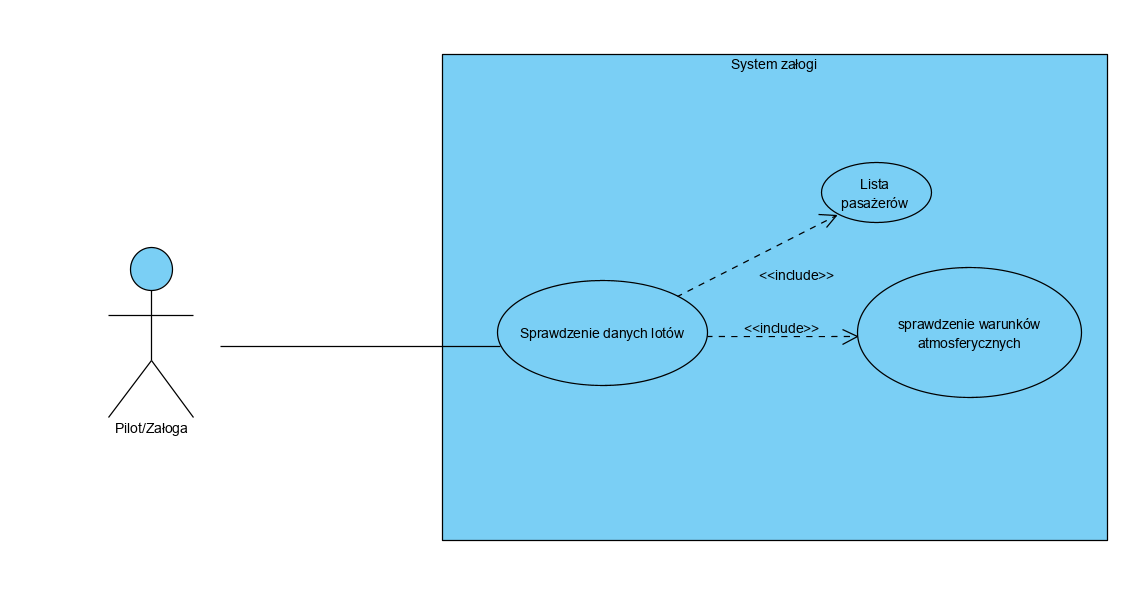 System załogi
Lista
pasażerów
<<include>>
Sprawdzenie danych lotów
<<include>>
sprawdzenie warunków
atmosferycznych
Pilot/Załoga